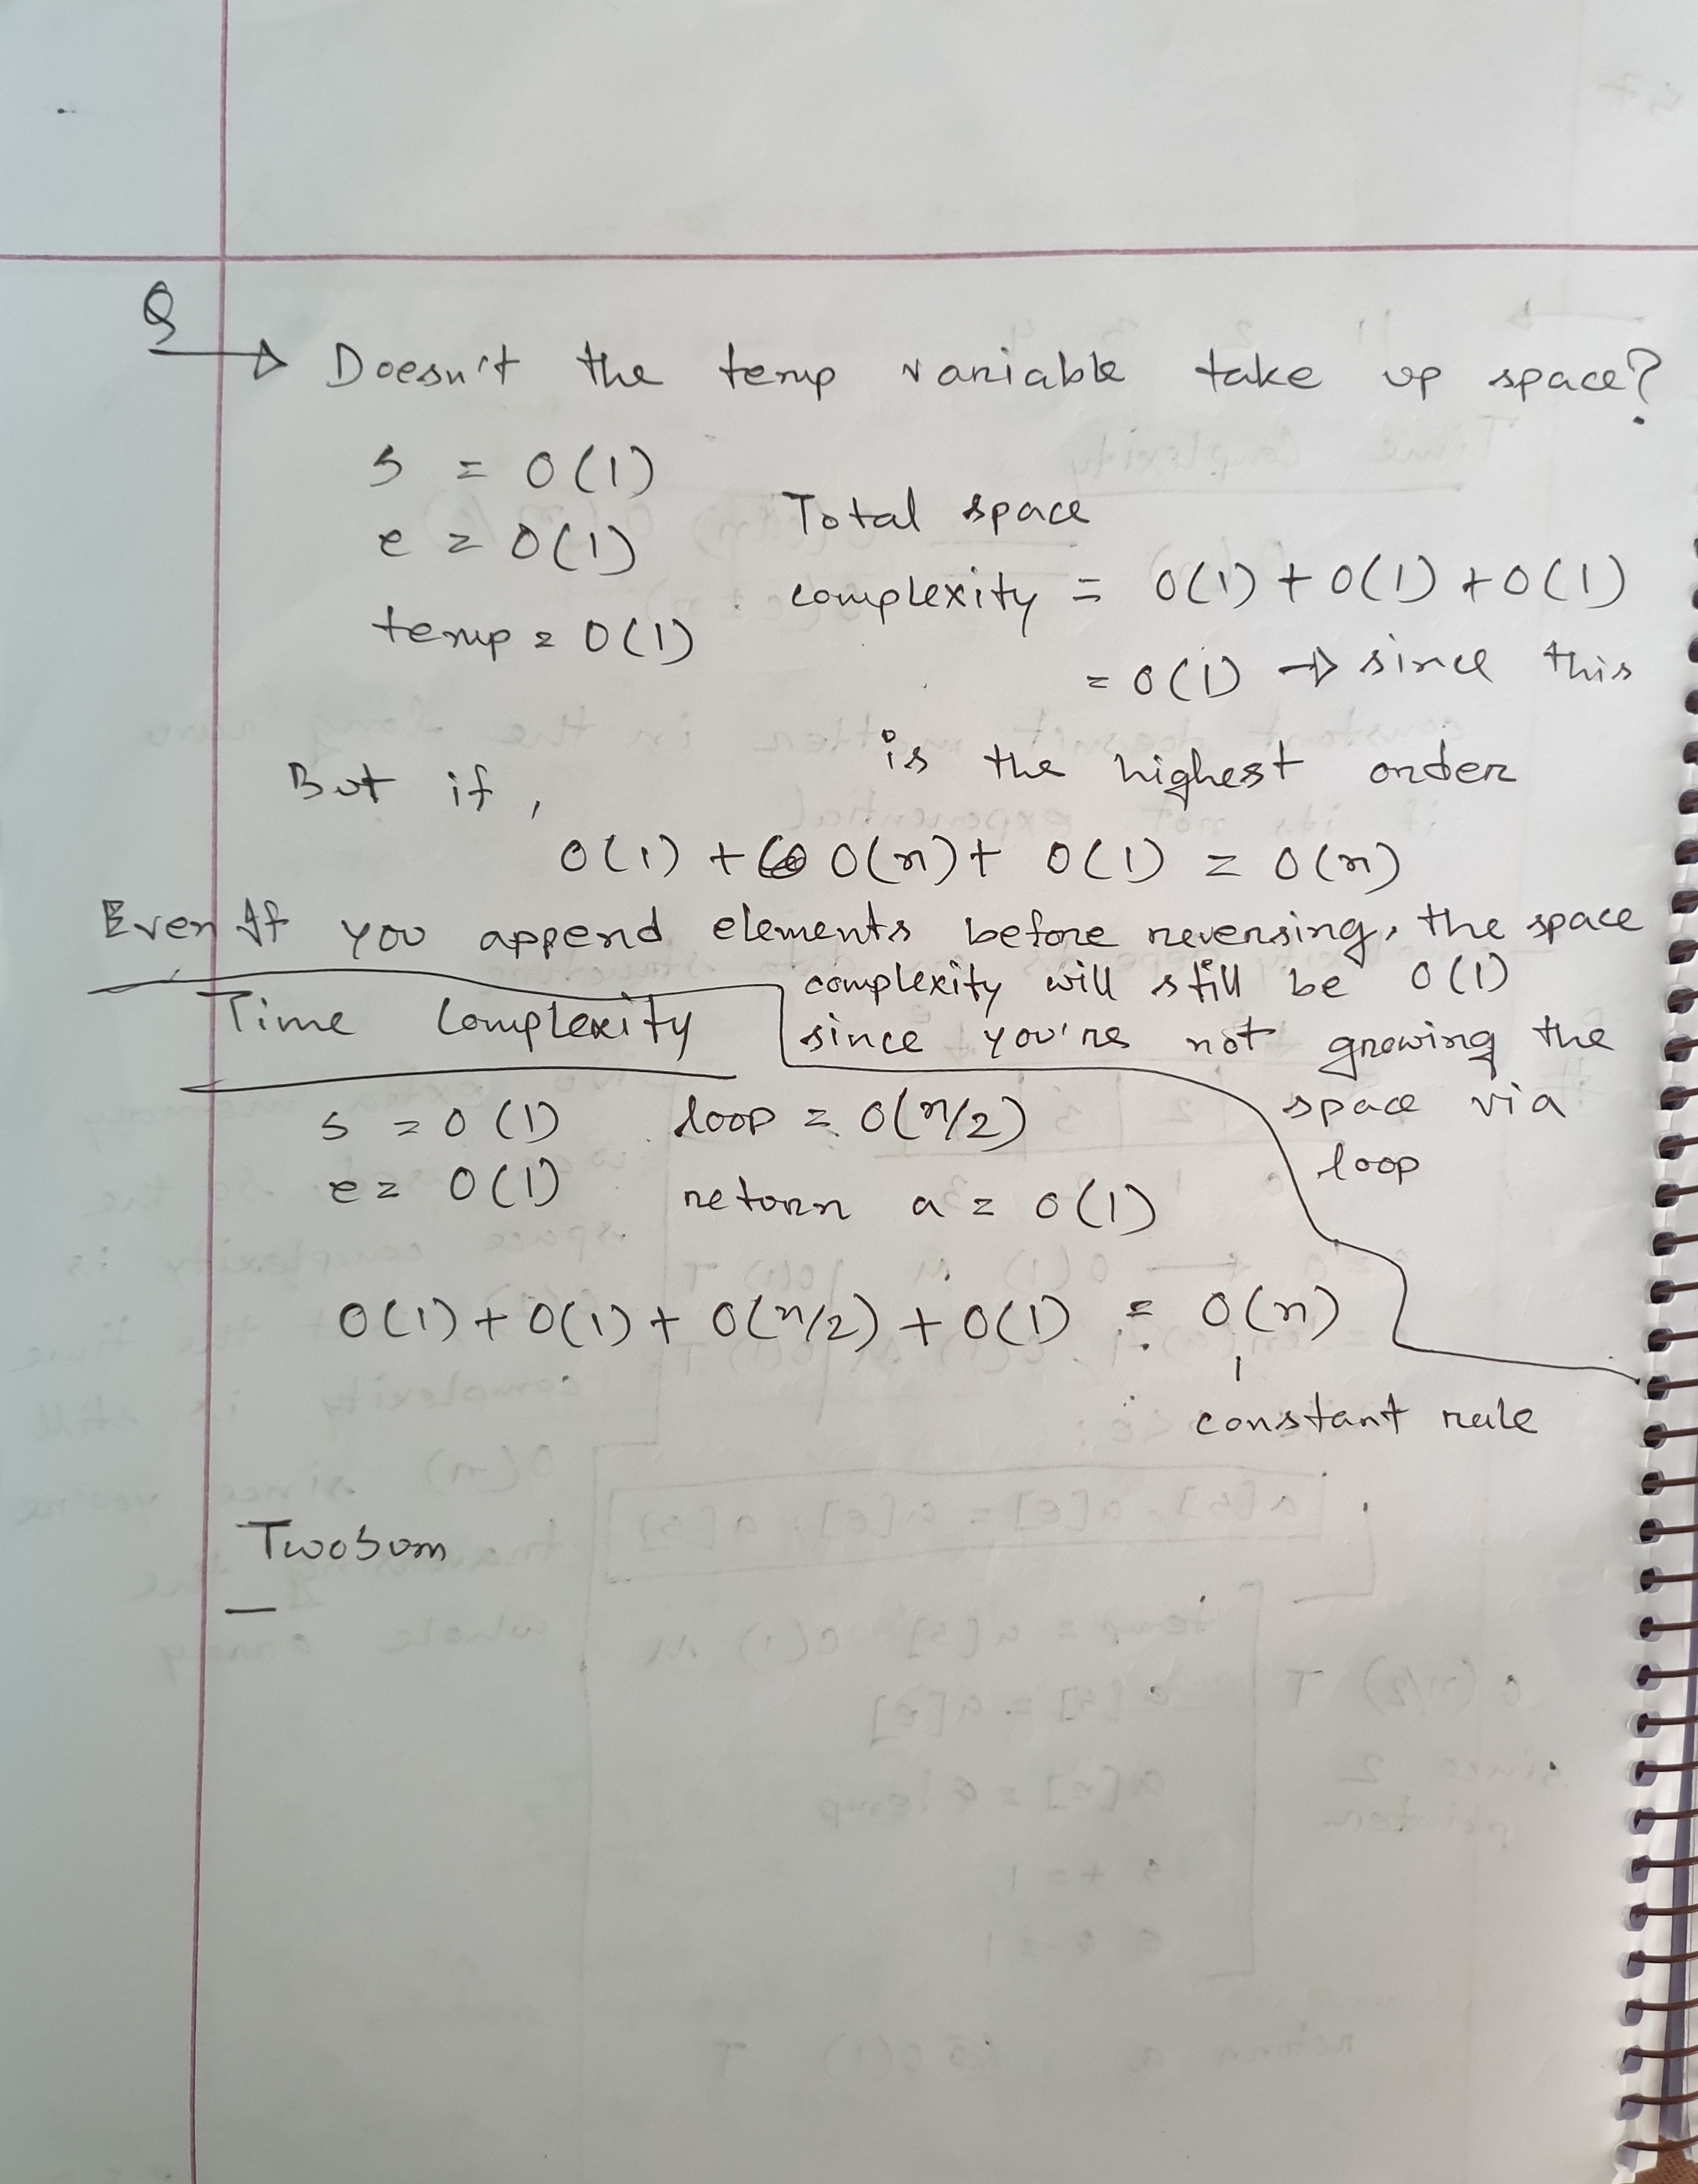 Q
→ Doesn't the temp variable take up space?
s = O(1)
e = O(1)
temp = O(1)
Total space
complexity = O(1) + O(1) + O(1)
= O(1) → since this
is the highest order
But if,
O(1) + O(n) + O(1) = O(n)
Even If you append elements before reversing, the space
complexity will still be O(1)
since you're not growing the
space via
loop
Time Complexity
s = O(1) loop = O(n/2)
e = O(1) return a = O(1)
O(1) + O(1) + O(n/2) + O(1) = O(n)
constant rule
TwoSum